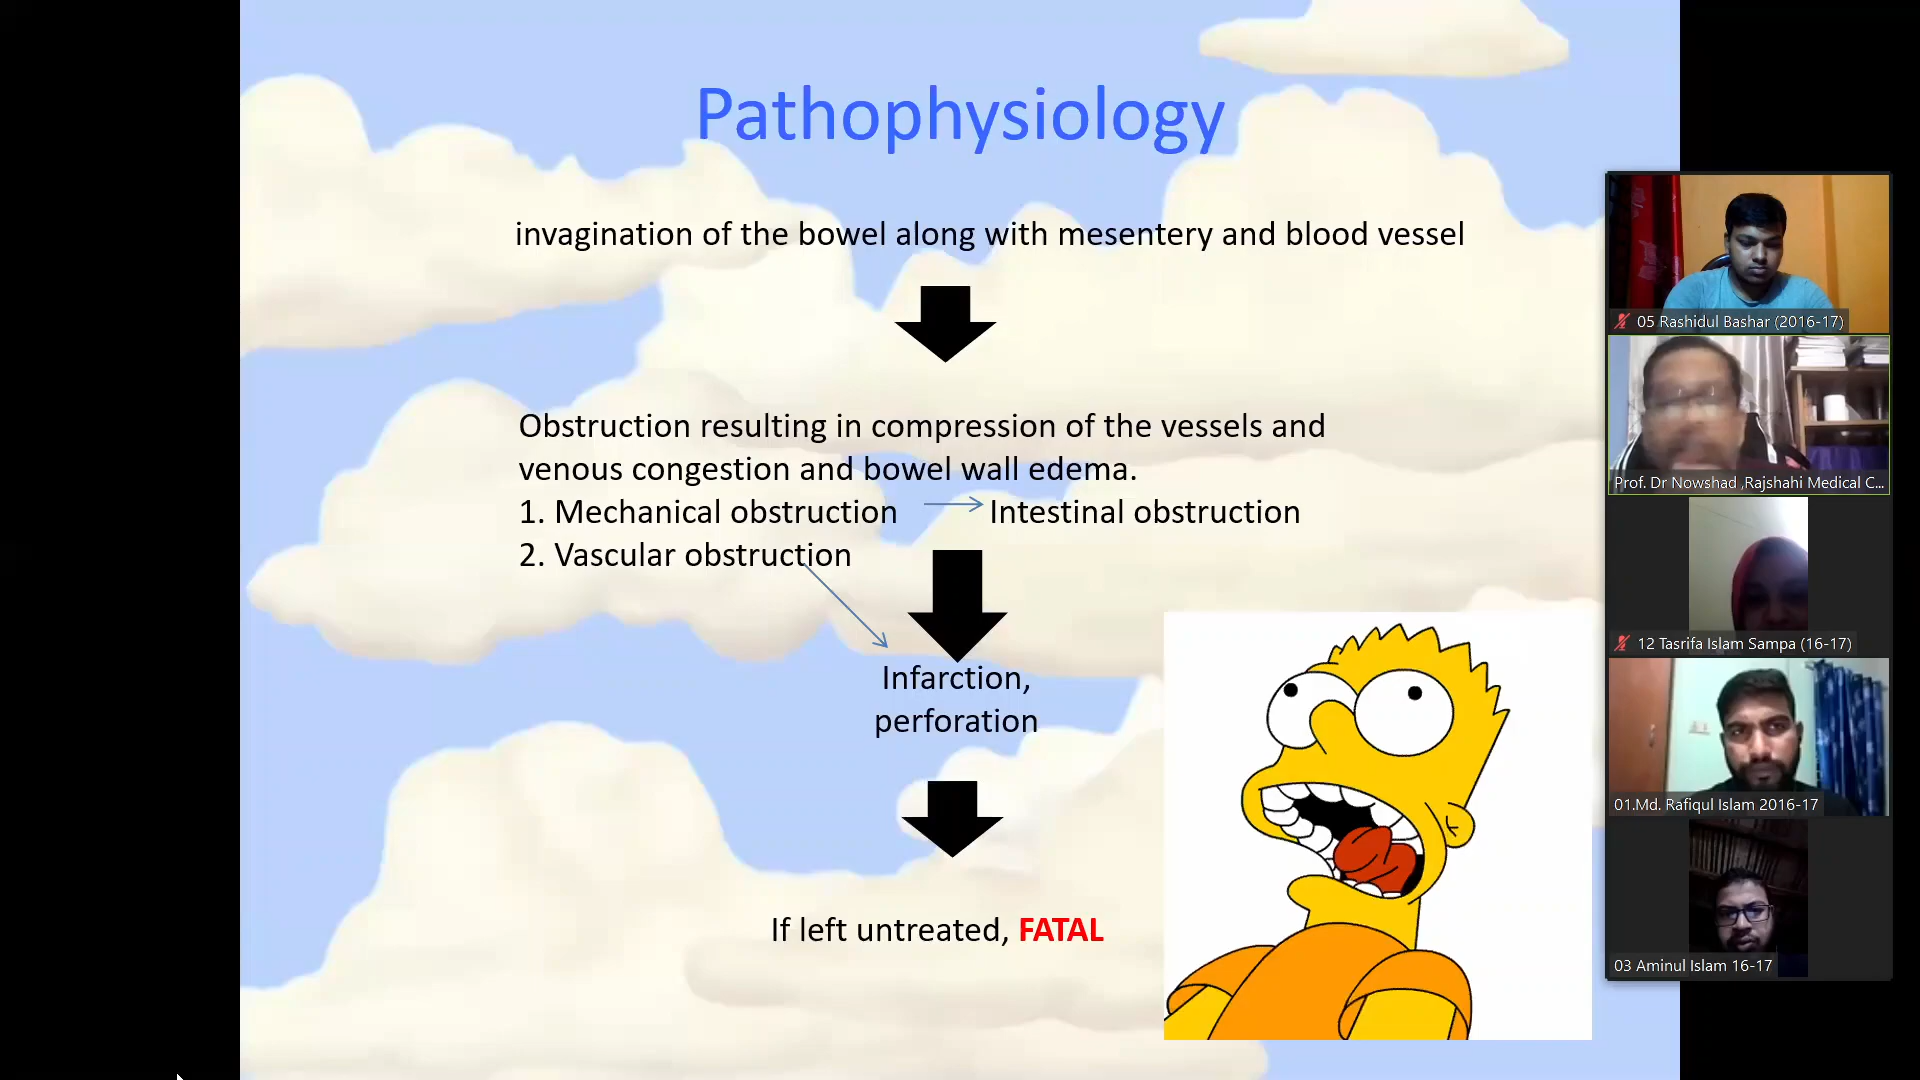 Pathophysiology
invagination of the bowel along with mesentery and blood vessel
Obstruction resulting in compression of the vessels and
venous congestion and bowel wall edema.
1. Mechanical obstruction Intestinal obstruction
2. Vascular obstruction
Infarction,
perforation
If left untreated, FATAL
05 Rashidul Bashar (2016-17)
Prof. Dr Nowshad ,Rajshahi Medical C...
12 Tasrifa Islam Sampa (16-17)
01.Md. Rafiqul Islam 2016-17
03 Aminul Islam 16-17